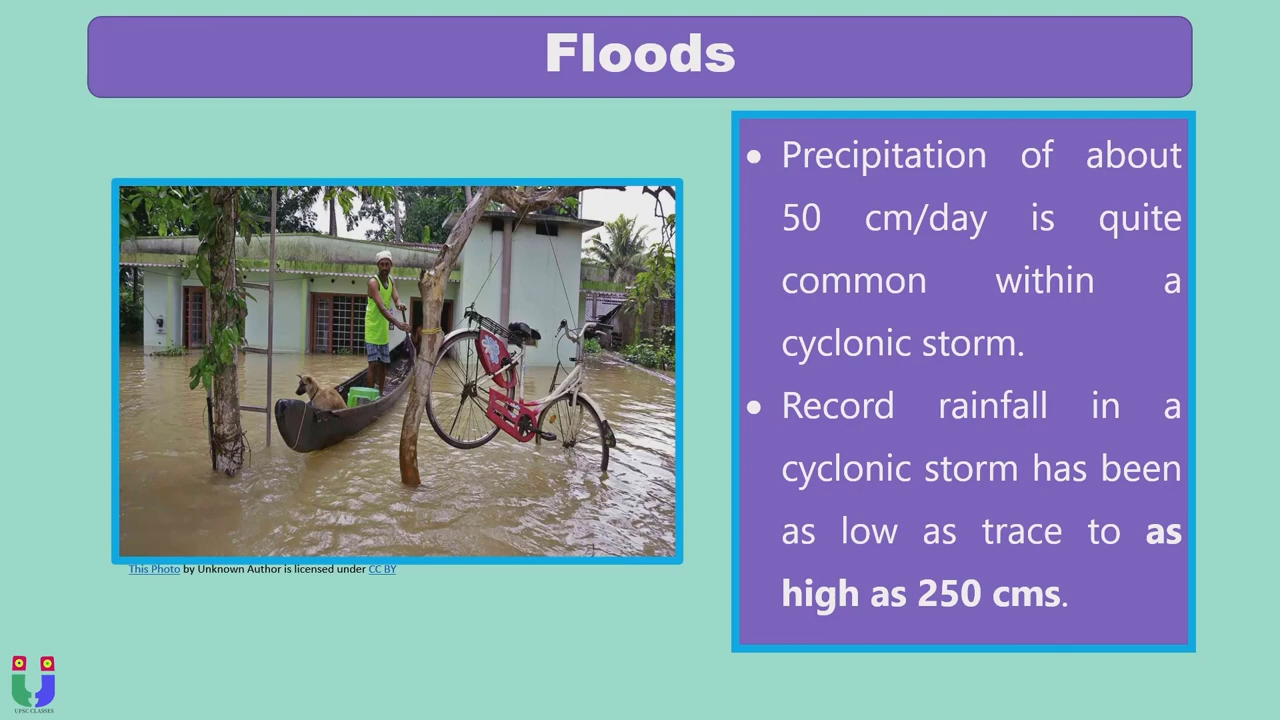 Floods
• Precipitation of about
50 cm/day is quite
common within a
cyclonic storm.
• Record rainfall in a
cyclonic storm has been
as low as trace to as
high as 250 cms.
This Photo by Unknown Author is licensed under CC BY
UPSC CLASSES